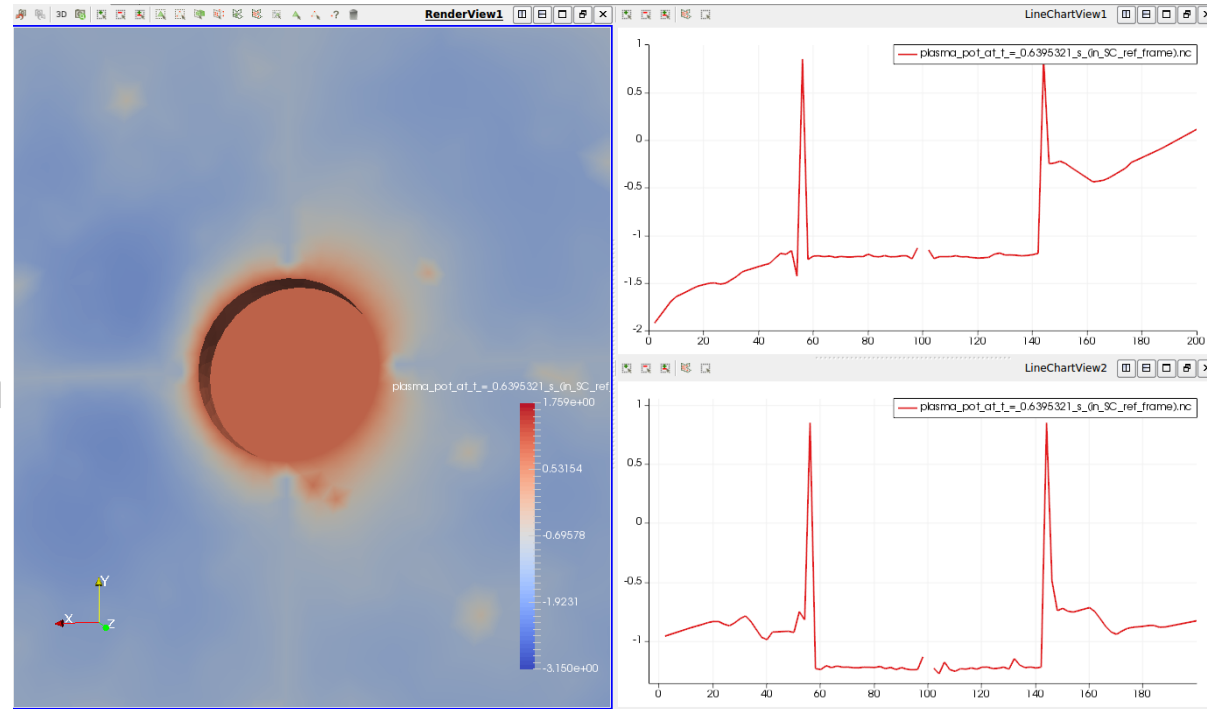 3D
RenderView1
plasma_pot_at_t_=_0.6395321_s_(in_SC_ref
1.759e+00
0.53154
-0.69578
-1.9231
-3.150e+00
Y
X
Z
LineChartView1
plasma_pot_at_t_=_0.6395321_s_(in_SC_ref_frame).nc
1
0.5
0
-0.5
-1
-1.5
-2
0 20 40 60 80 100 120 140 160 180 200
LineChartView2
plasma_pot_at_t_=_0.6395321_s_(in_SC_ref_frame).nc
1
0.5
0
-0.5
-1
0 20 40 60 80 100 120 140 160 180